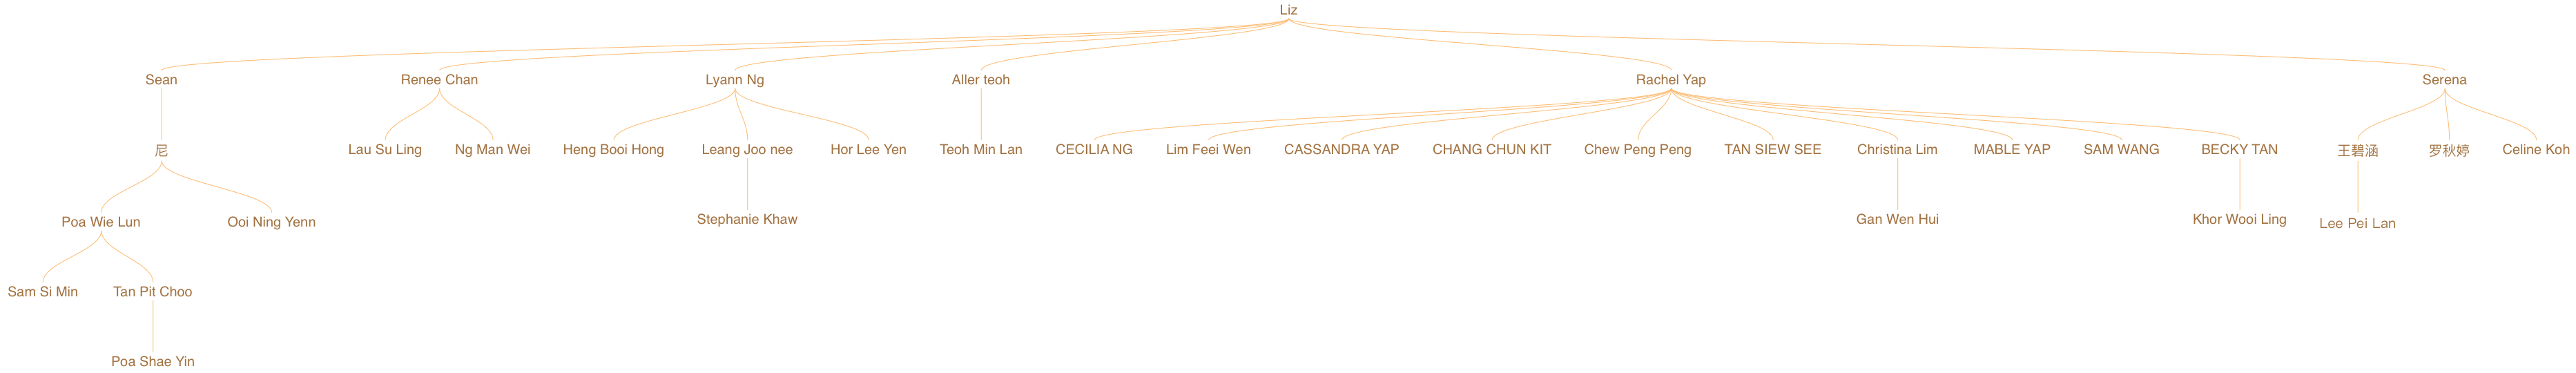 Liz
Sean
Renee Chan
Lyann Ng
Aller teoh
Rachel Yap
Serena
尼
Lau Su Ling
Ng Man Wei
Heng Booi Hong
Leang Joo nee
Hor Lee Yen
Teoh Min Lan
CECILIA NG
Lim Feei Wen
CASSANDRA YAP
CHANG CHUN KIT
Chew Peng Peng
TAN SIEW SEE
Christina Lim
MABLE YAP
SAM WANG
BECKY TAN
王碧涵
罗秋婷
Celine Koh
Poa Wie Lun
Ooi Ning Yenn
Stephanie Khaw
Gan Wen Hui
Khor Wooi Ling
Lee Pei Lan
Sam Si Min
Tan Pit Choo
Poa Shae Yin